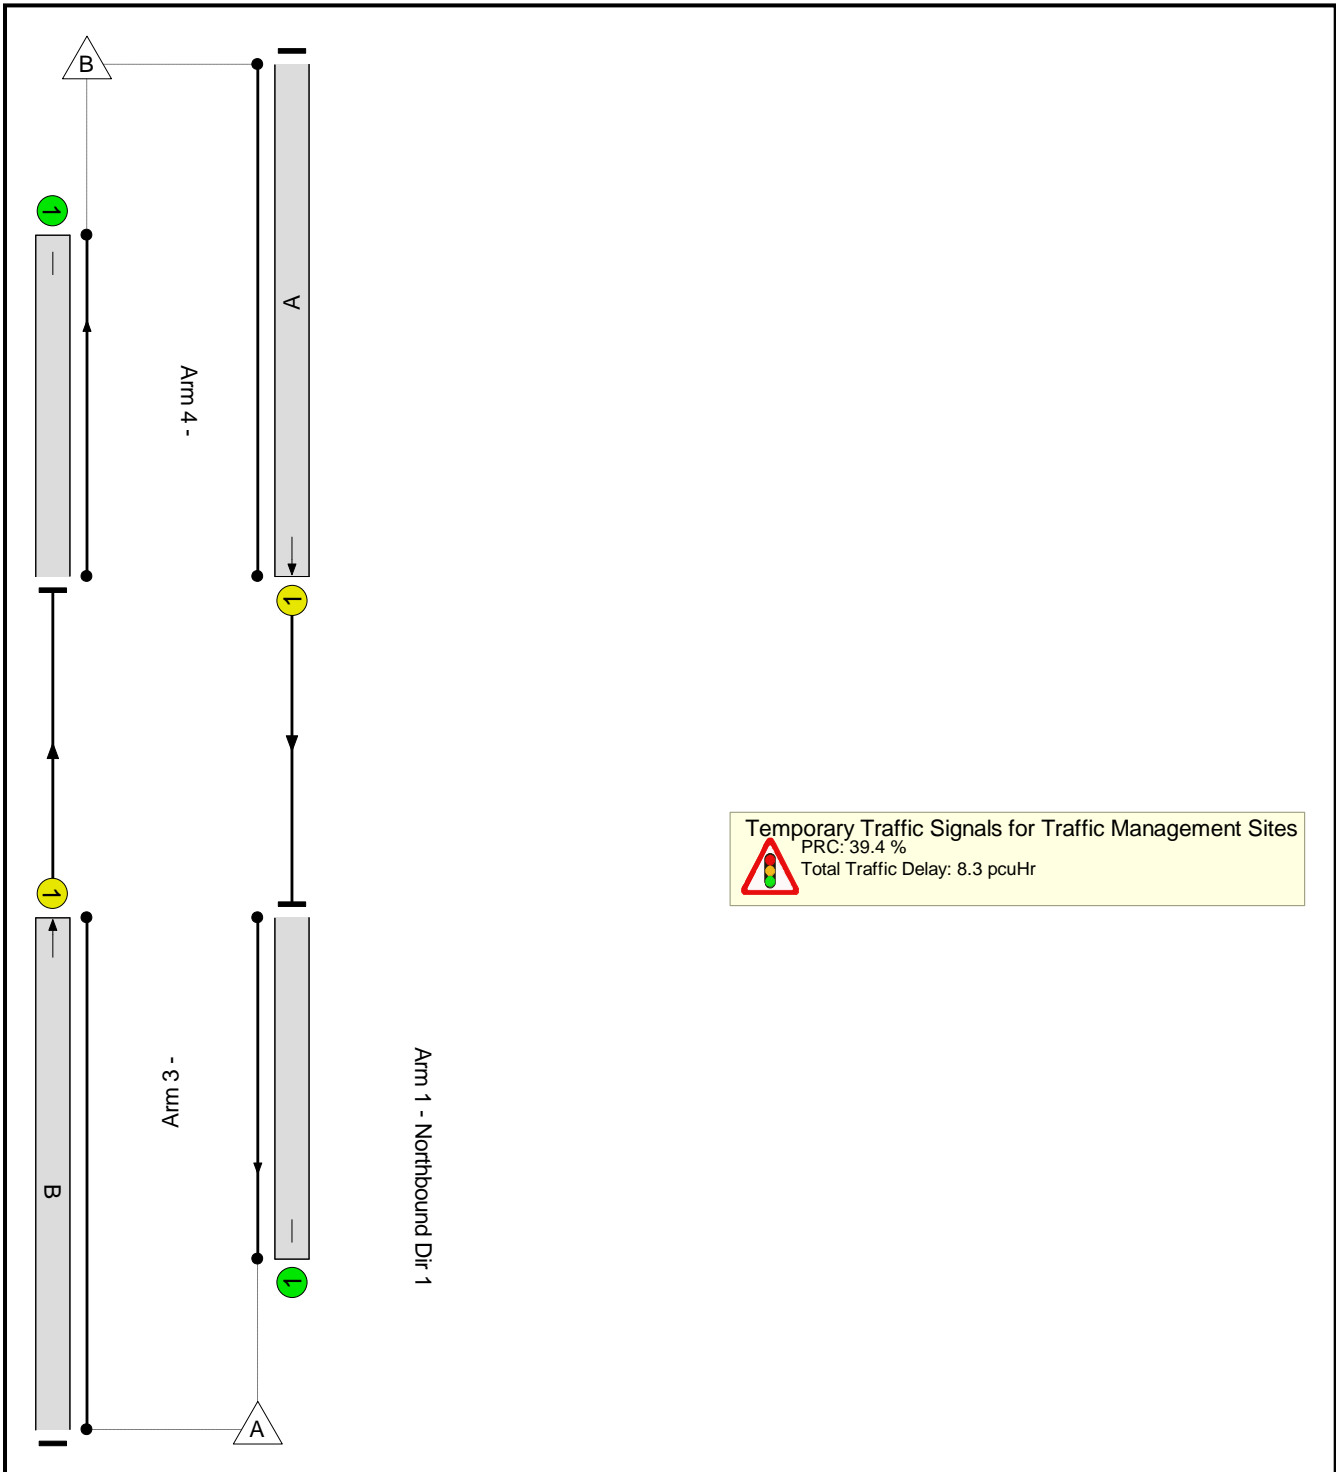 B
1
A
Arm 4 -
1
Temporary Traffic Signals for Traffic Management Sites
PRC: 39.4 %
Total Traffic Delay: 8.3 pcuHr
1
Arm 3 -
Arm 1 - Northbound Dir 1
B
1
A